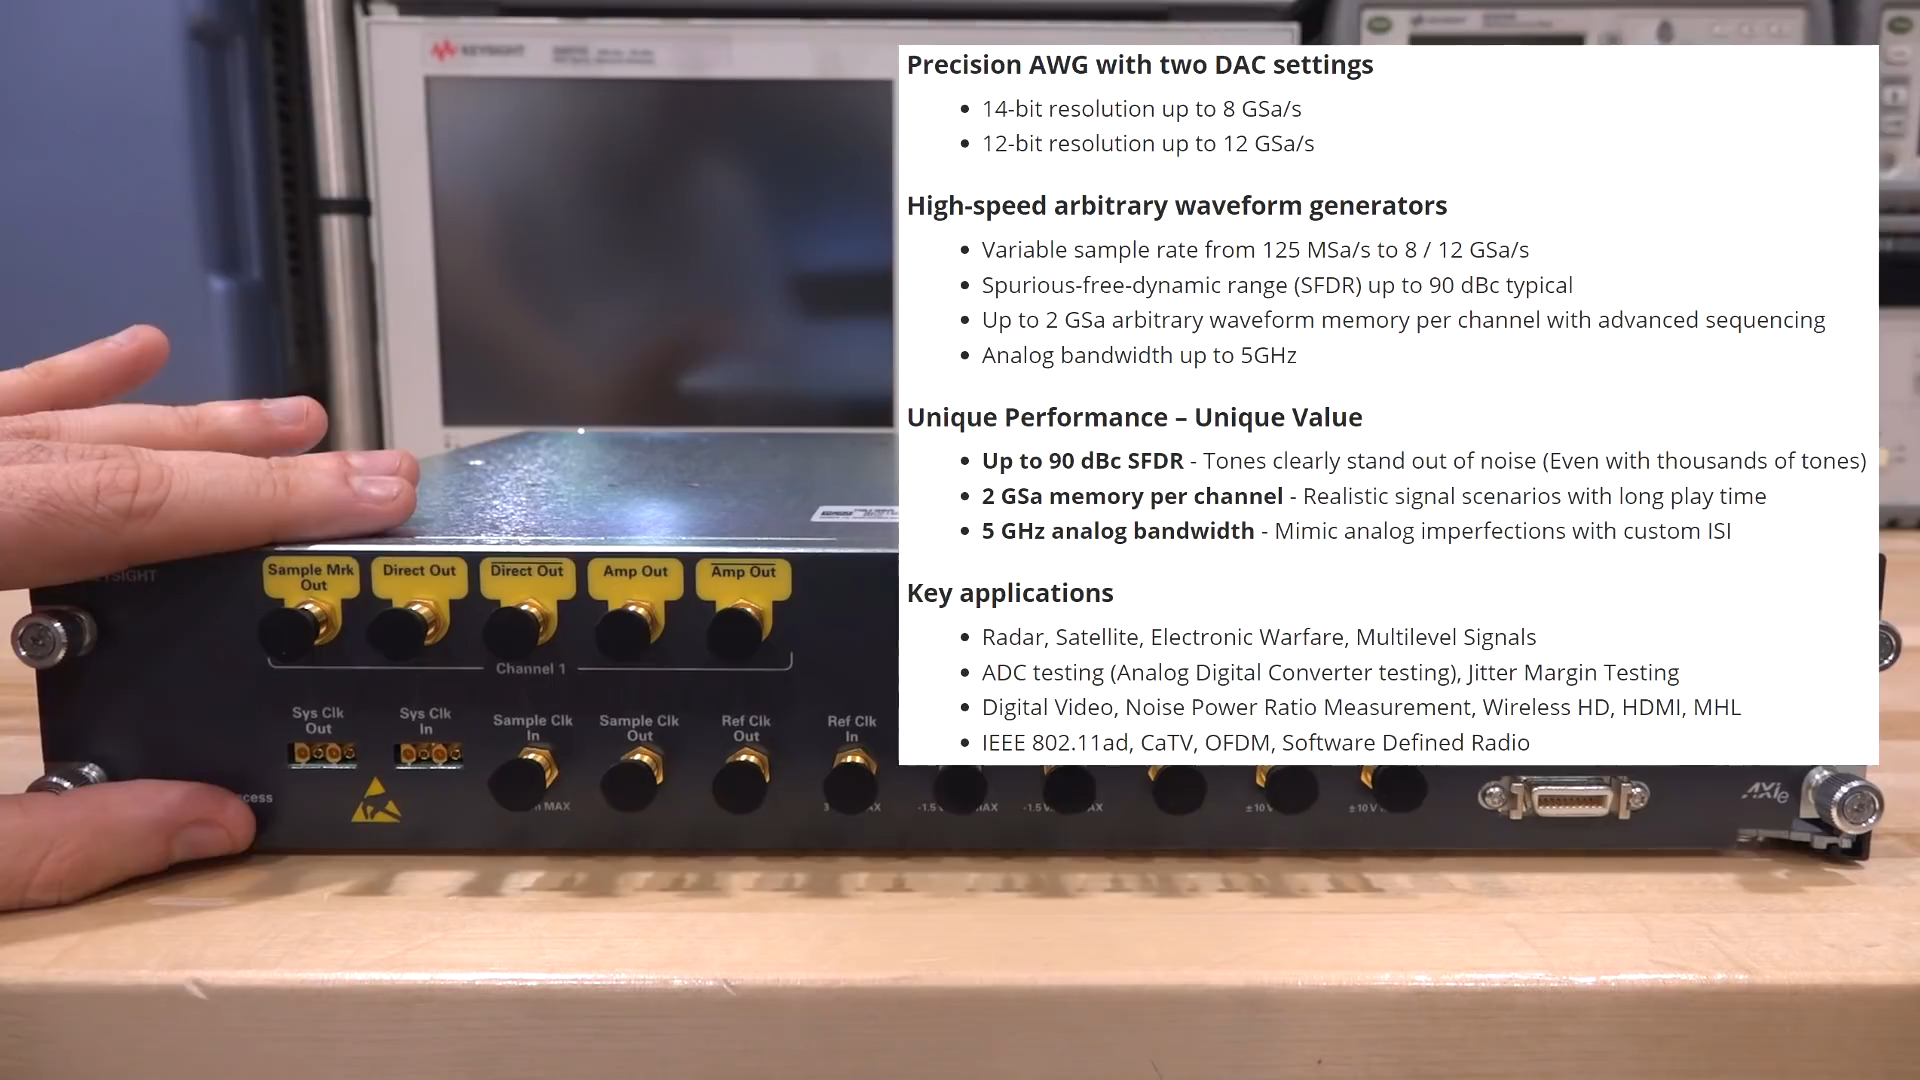 KEYSIGHT
Precision AWG with two DAC settings
14-bit resolution up to 8 GSa/s
12-bit resolution up to 12 GSa/s
High-speed arbitrary waveform generators
Variable sample rate from 125 MSa/s to 8 / 12 GSa/s
Spurious-free-dynamic range (SFDR) up to 90 dBc typical
Up to 2 GSa arbitrary waveform memory per channel with advanced sequencing
Analog bandwidth up to 5GHz
Unique Performance – Unique Value
Up to 90 dBc SFDR - Tones clearly stand out of noise (Even with thousands of tones)
2 GSa memory per channel - Realistic signal scenarios with long play time
5 GHz analog bandwidth - Mimic analog imperfections with custom ISI
Key applications
Radar, Satellite, Electronic Warfare, Multilevel Signals
ADC testing (Analog Digital Converter testing), Jitter Margin Testing
Digital Video, Noise Power Ratio Measurement, Wireless HD, HDMI, MHL
IEEE 802.11ad, CaTV, OFDM, Software Defined Radio
Sample Mrk Out
Direct Out
Direct Out
Amp Out
Amp Out
Channel 1
Sys Clk Out
Sys Clk In
Sample Clk In
Sample Clk Out
Ref Clk Out
Ref Clk In
MAX
AXIe